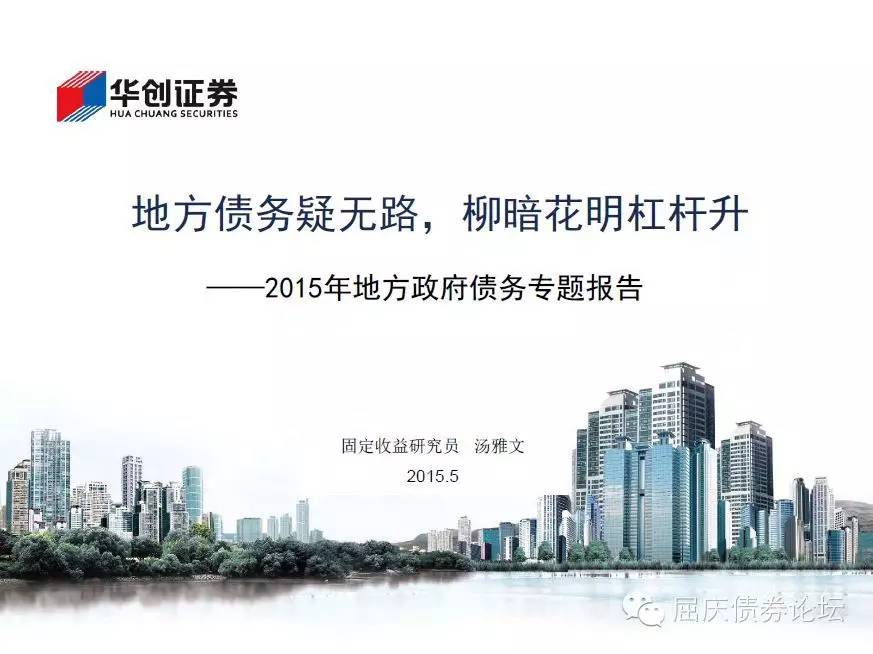 华创证券
HUA CHUANG SECURITIES
地方债务疑无路，柳暗花明杠杆升
——2015年地方政府债务专题报告
固定收益研究员 汤雅文
2015.5
屈庆债券论坛